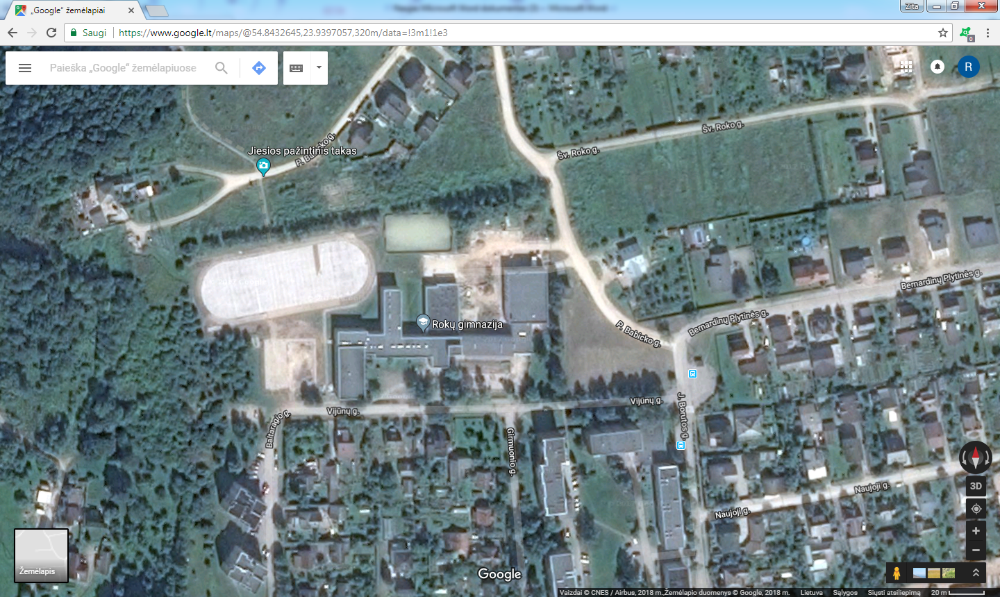 „Google“ žemėlapiai
Zita
Saugi
https://www.google.lt/maps/@54.8432645,23.9397057,320m/data=!3m1!1e3
0
Paieška „Google“ žemėlapiuose
R
Šv. Roko g.
Šv. Roko g.
Jiesios pažintinis takas
Bernardinų Plytinės g.
Bernardinų Plytinės g.
Rokų gimnazija
P. Babicko g.
Vijūnų g.
Vijūnų g.
Baltaragio g.
J. Borutos g.
Girmuonio g.
Naujoji g.
Naujoji g.
3D
Žemėlapis
Google
Vaizdai © CNES / Airbus, 2018 m.,Žemėlapio duomenys © Google, 2018 m. Lietuva Sąlygos Siųsti atsiliepimą 20 m